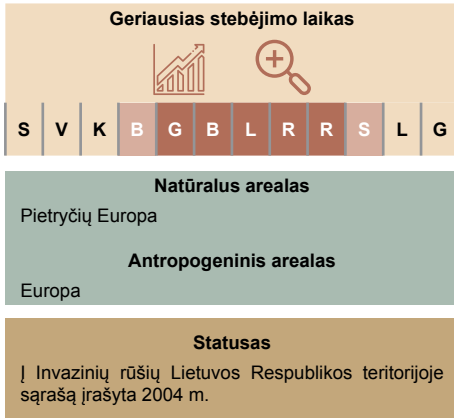 Geriausias stebėjimo laikas
S V K B G B L R R S L G
Natūralus arealas
Pietryčių Europa
Antropogeninis arealas
Europa
Statusas
Į Invazinių rūšių Lietuvos Respublikos teritorijoje
sąrašą įrašyta 2004 m.